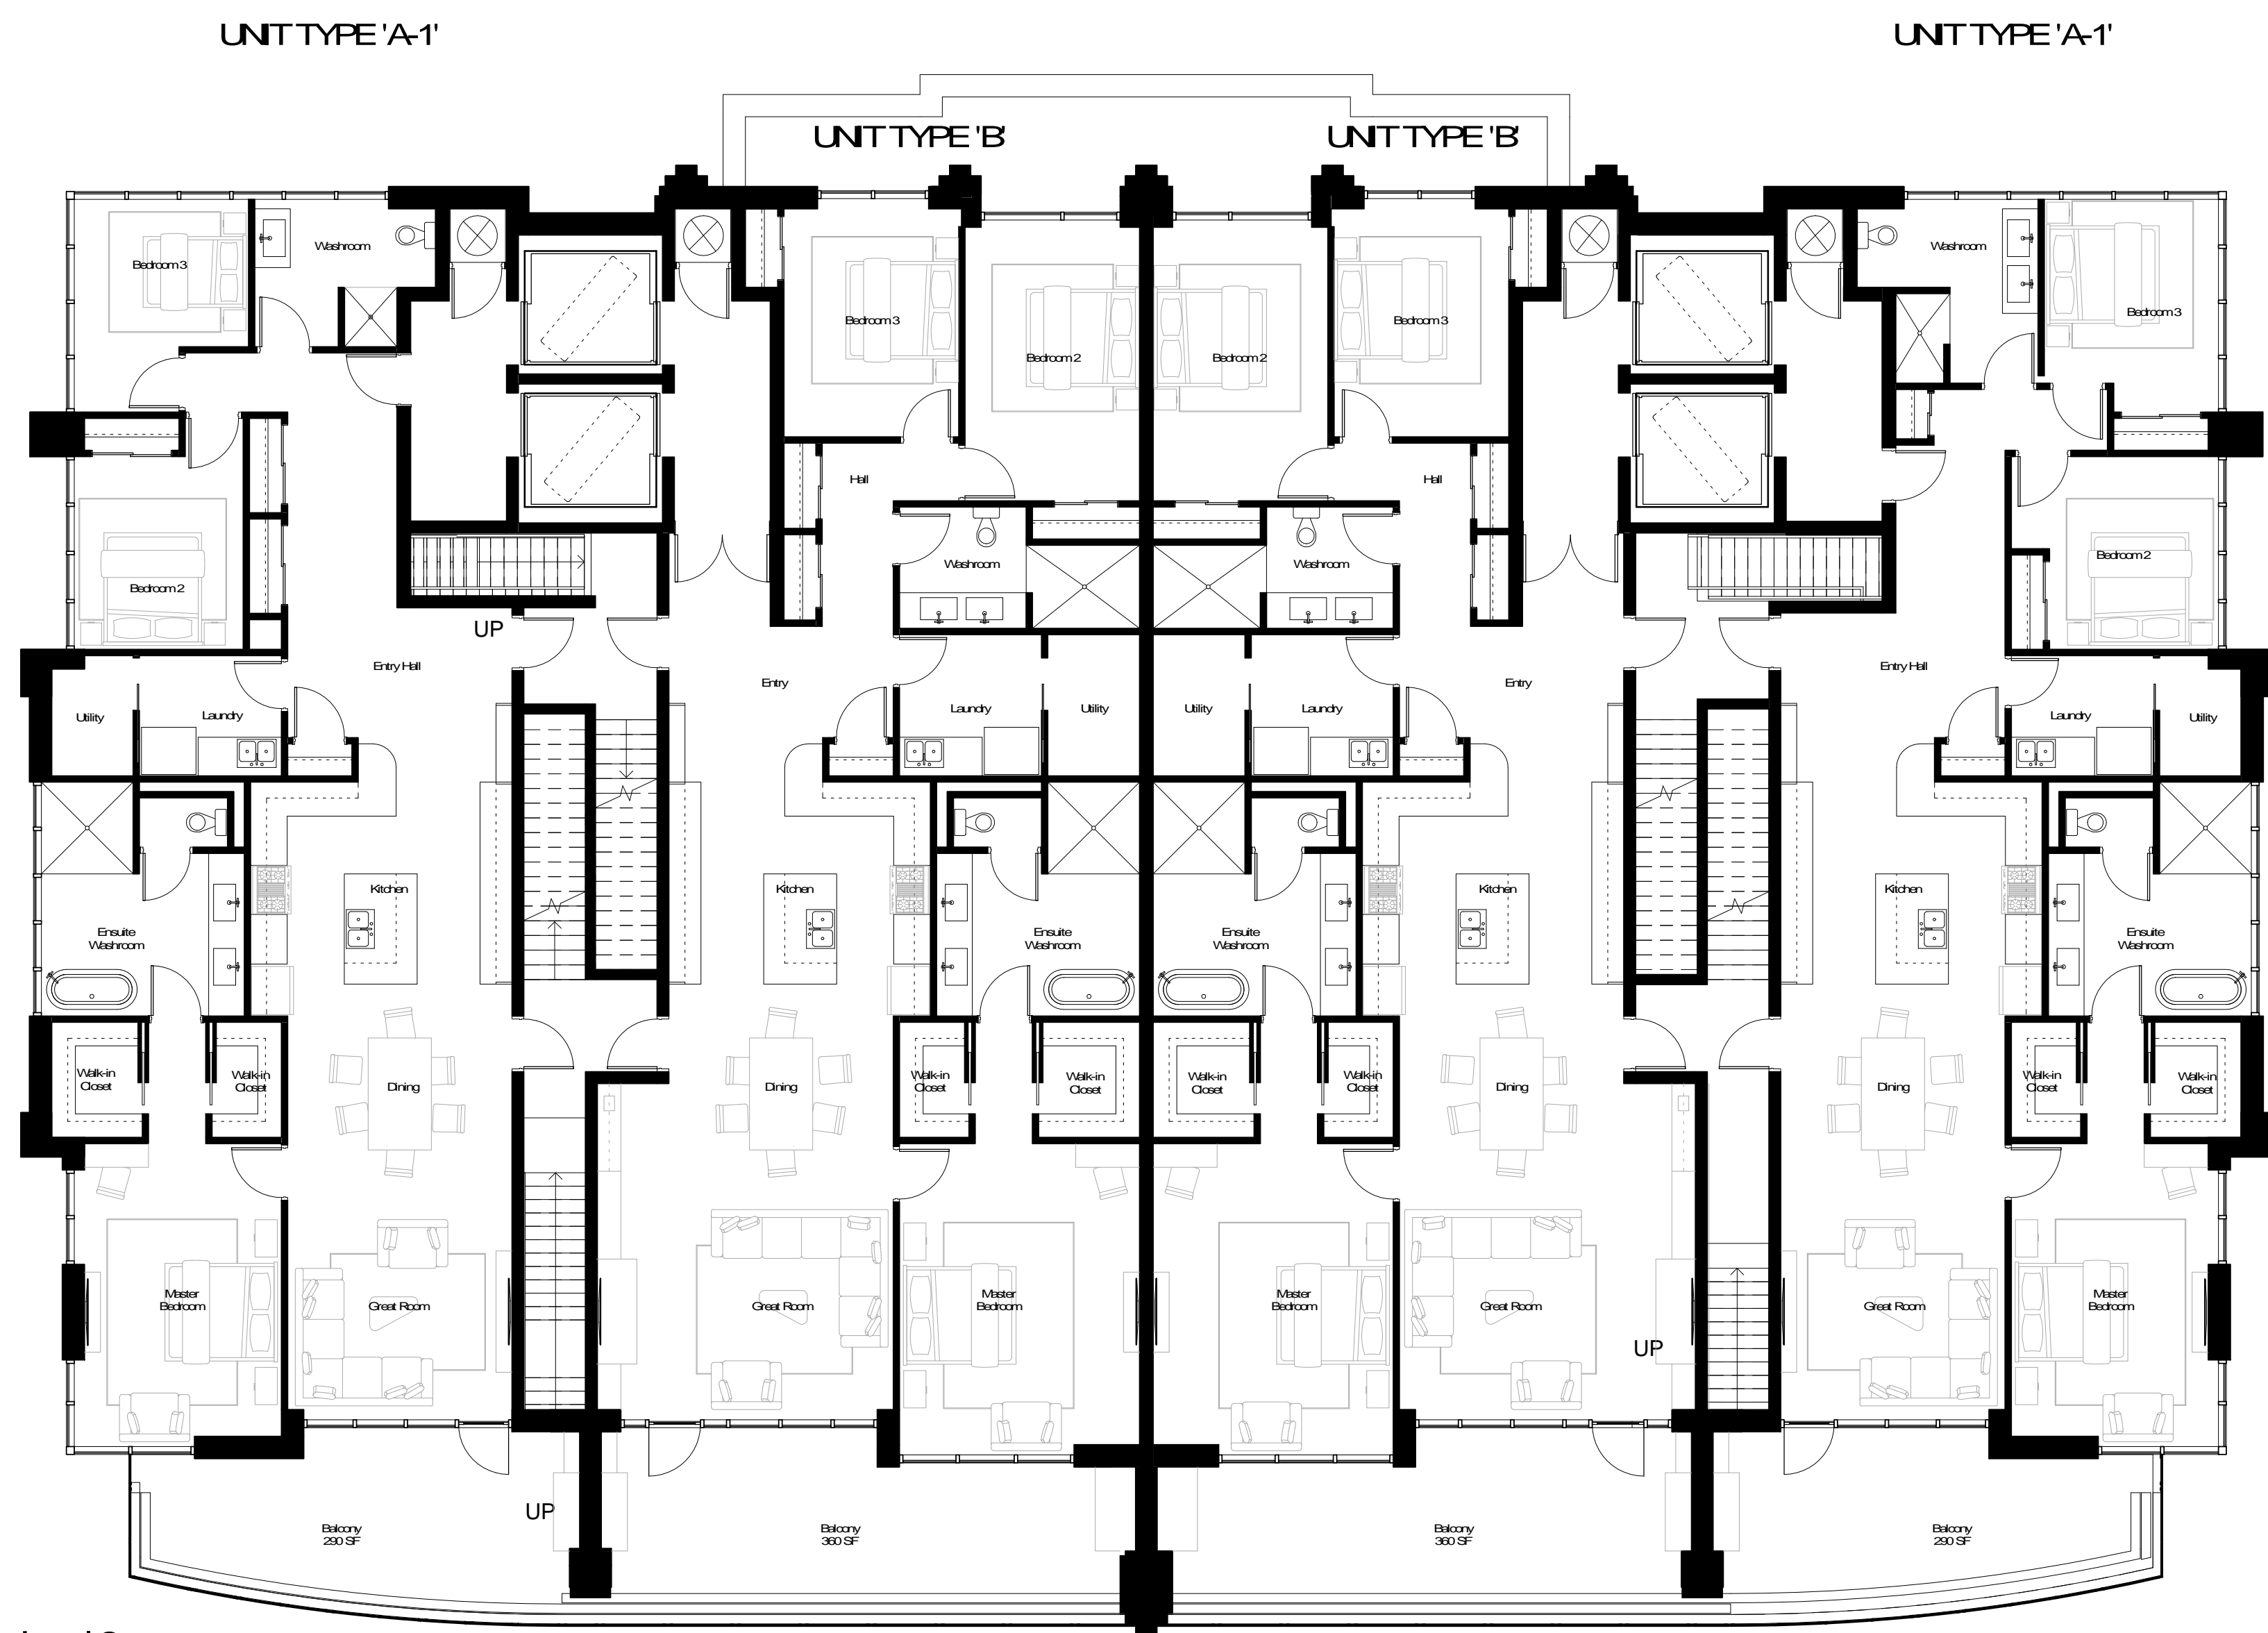 UNIT TYPE 'A-1'
UNIT TYPE 'A-1'
UNIT TYPE 'B'
UNIT TYPE 'B'
Washroom
Washroom
Bedroom 3
Bedroom 3
Bedroom 3
Bedroom 3
Bedroom 2
Bedroom 2
Hall
Hall
Bedroom 2
Washroom
Washroom
Bedroom 2
UP
Entry Hall
Entry
Entry
Entry Hall
Utility
Laundry
Laundry
Utility
Utility
Laundry
Laundry
Utility
Kitchen
Kitchen
Kitchen
Kitchen
Ensuite
Washroom
Ensuite
Washroom
Ensuite
Washroom
Ensuite
Washroom
Walk-in
Closet
Walk-in
Closet
Dining
Dining
Walk-in
Closet
Walk-in
Closet
Walk-in
Closet
Walk-in
Closet
Dining
Dining
Walk-in
Closet
Walk-in
Closet
Master
Bedroom
Great Room
Great Room
Master
Bedroom
Master
Bedroom
Great Room
Great Room
Master
Bedroom
UP
UP
Balcony
290 SF
Balcony
360 SF
Balcony
360 SF
Balcony
290 SF